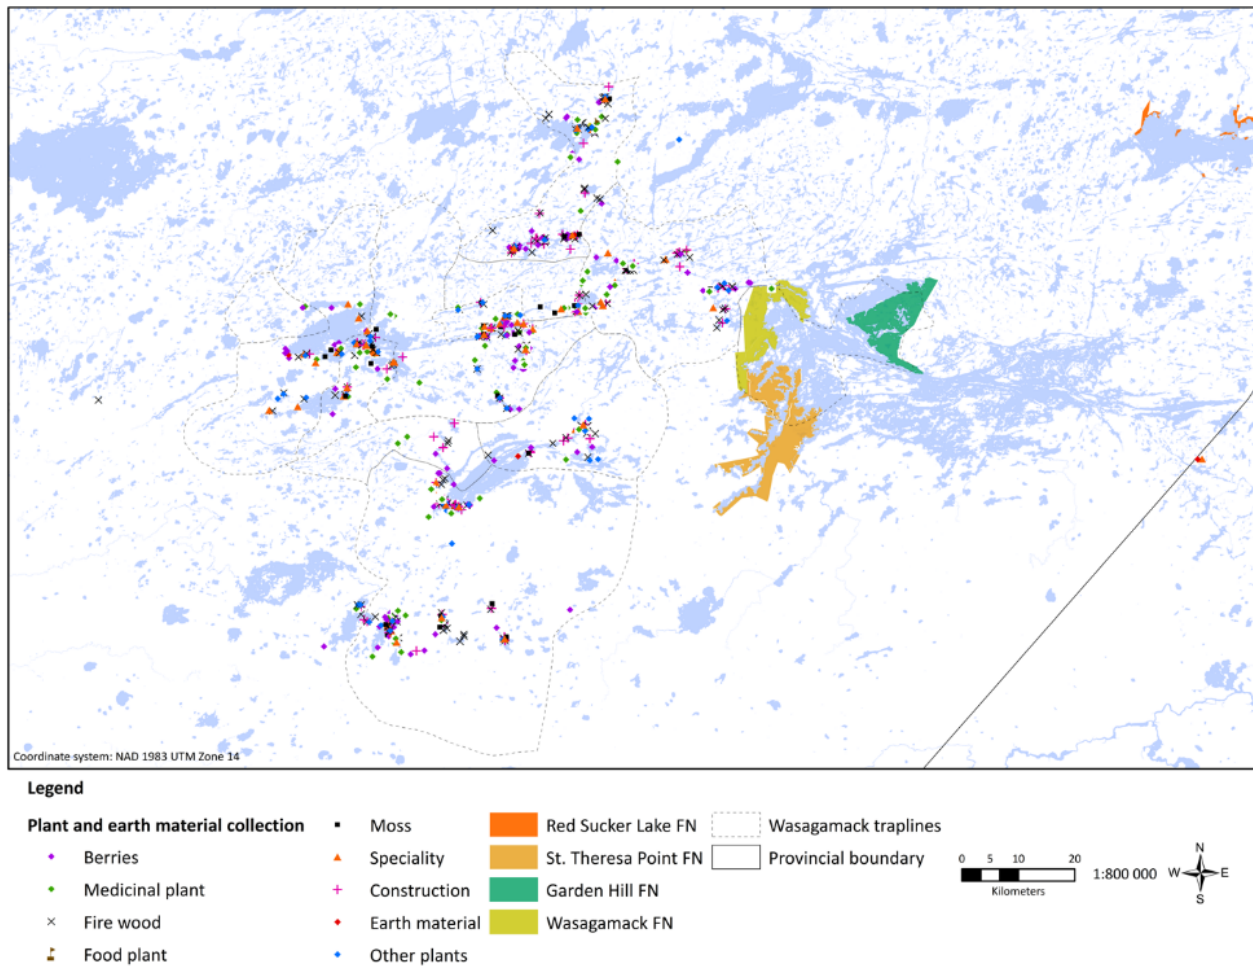 Coordinate system: NAD 1983 UTM Zone 14
Legend
Plant and earth material collection
Berries
Medicinal plant
Fire wood
Food plant
Moss
Speciality
Construction
Earth material
Other plants
Red Sucker Lake FN
St. Theresa Point FN
Garden Hill FN
Wasagamack FN
Wasagamack traplines
Provincial boundary
0 5 10 20
Kilometers
1:800 000
N
W E
S